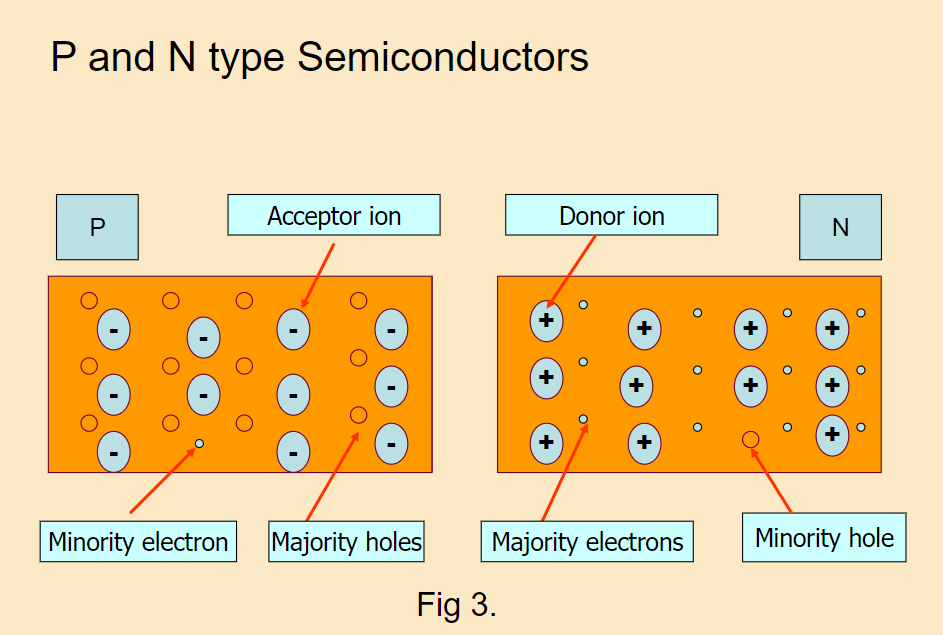 P and N type Semiconductors
P
Acceptor ion
Donor ion
N
- - - -
- - - -
- - - -
+ + + +
+ + + +
+ + +
Minority electron
Majority holes
Majority electrons
Minority hole
Fig 3.